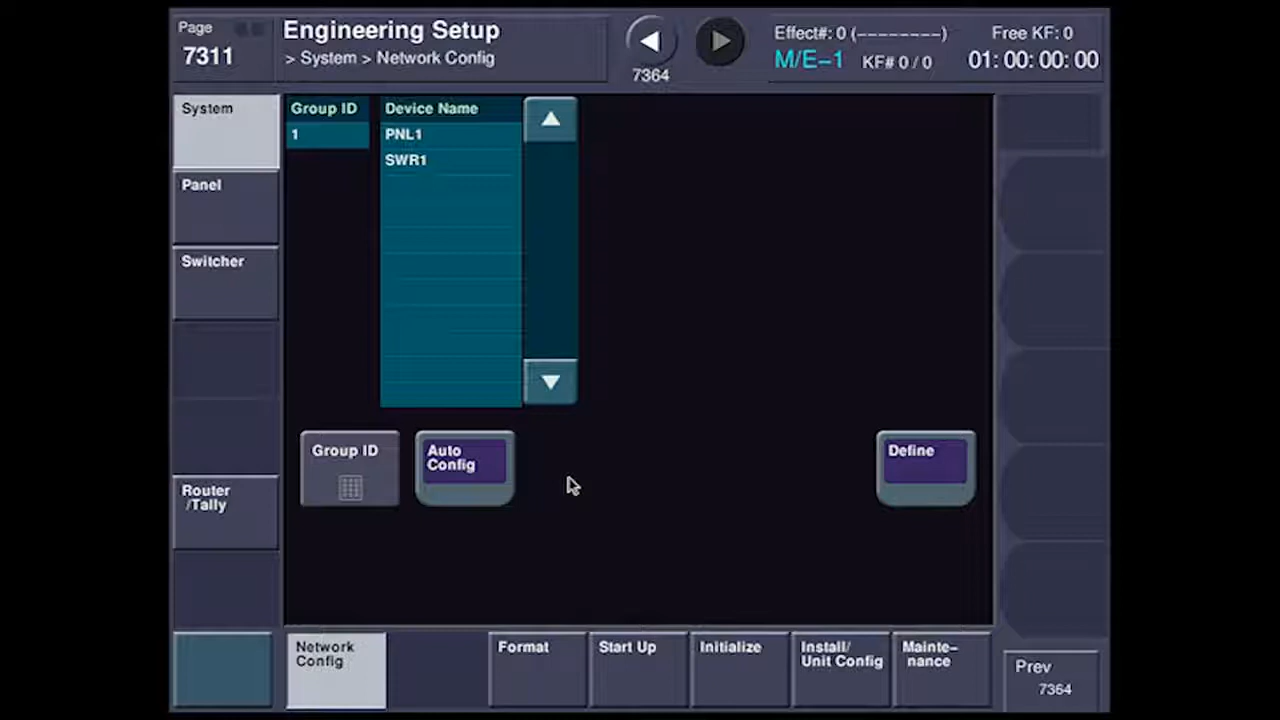 Page
7311
Engineering Setup
> System > Network Config
7364
Effect#: 0 (--------)
M/E-1
KF# 0 / 0
Free KF: 0
01: 00: 00: 00
System
Panel
Switcher
Router
/Tally
Group ID
1
Device Name
PNL1
SWR1
Group ID
Auto
Config
Define
Network
Config
Format
Start Up
Initialize
Install/
Unit Config
Mainte-
nance
Prev
7364